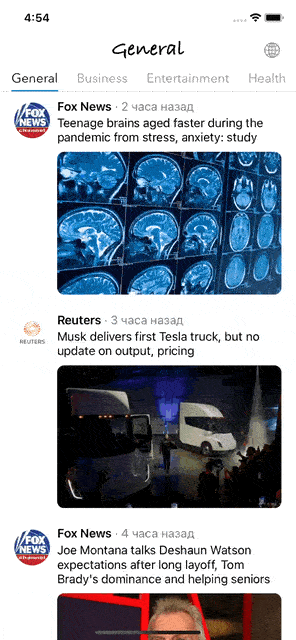 4:54
General
General Business Entertainment Health
Fox News · 2 часа назад
Teenage brains aged faster during the
pandemic from stress, anxiety: study
FOX
NEWS
channel
Reuters · 3 часа назад
Musk delivers first Tesla truck, but no
update on output, pricing
REUTERS
Fox News · 4 часа назад
Joe Montana talks Deshaun Watson
expectations after long layoff, Tom
Brady's dominance and helping seniors
FOX
NEWS
channel